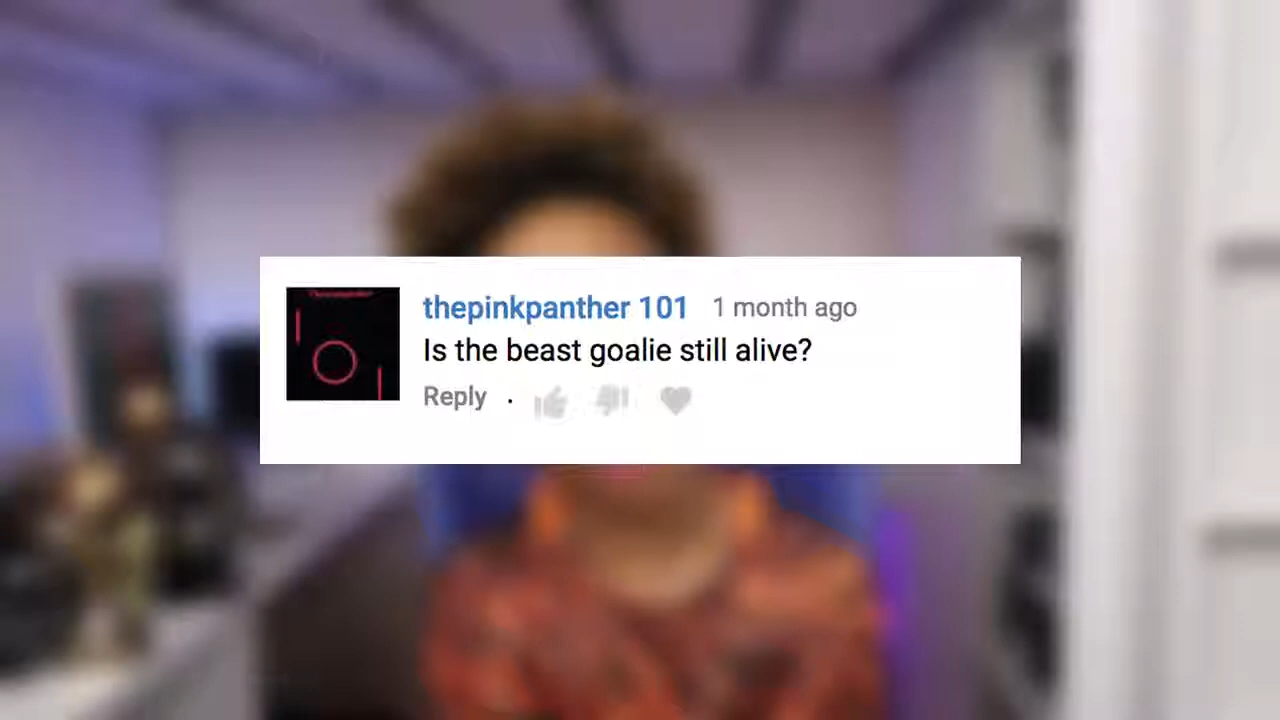 thepinkpanther 101 1 month ago
Is the beast goalie still alive?
Reply ·